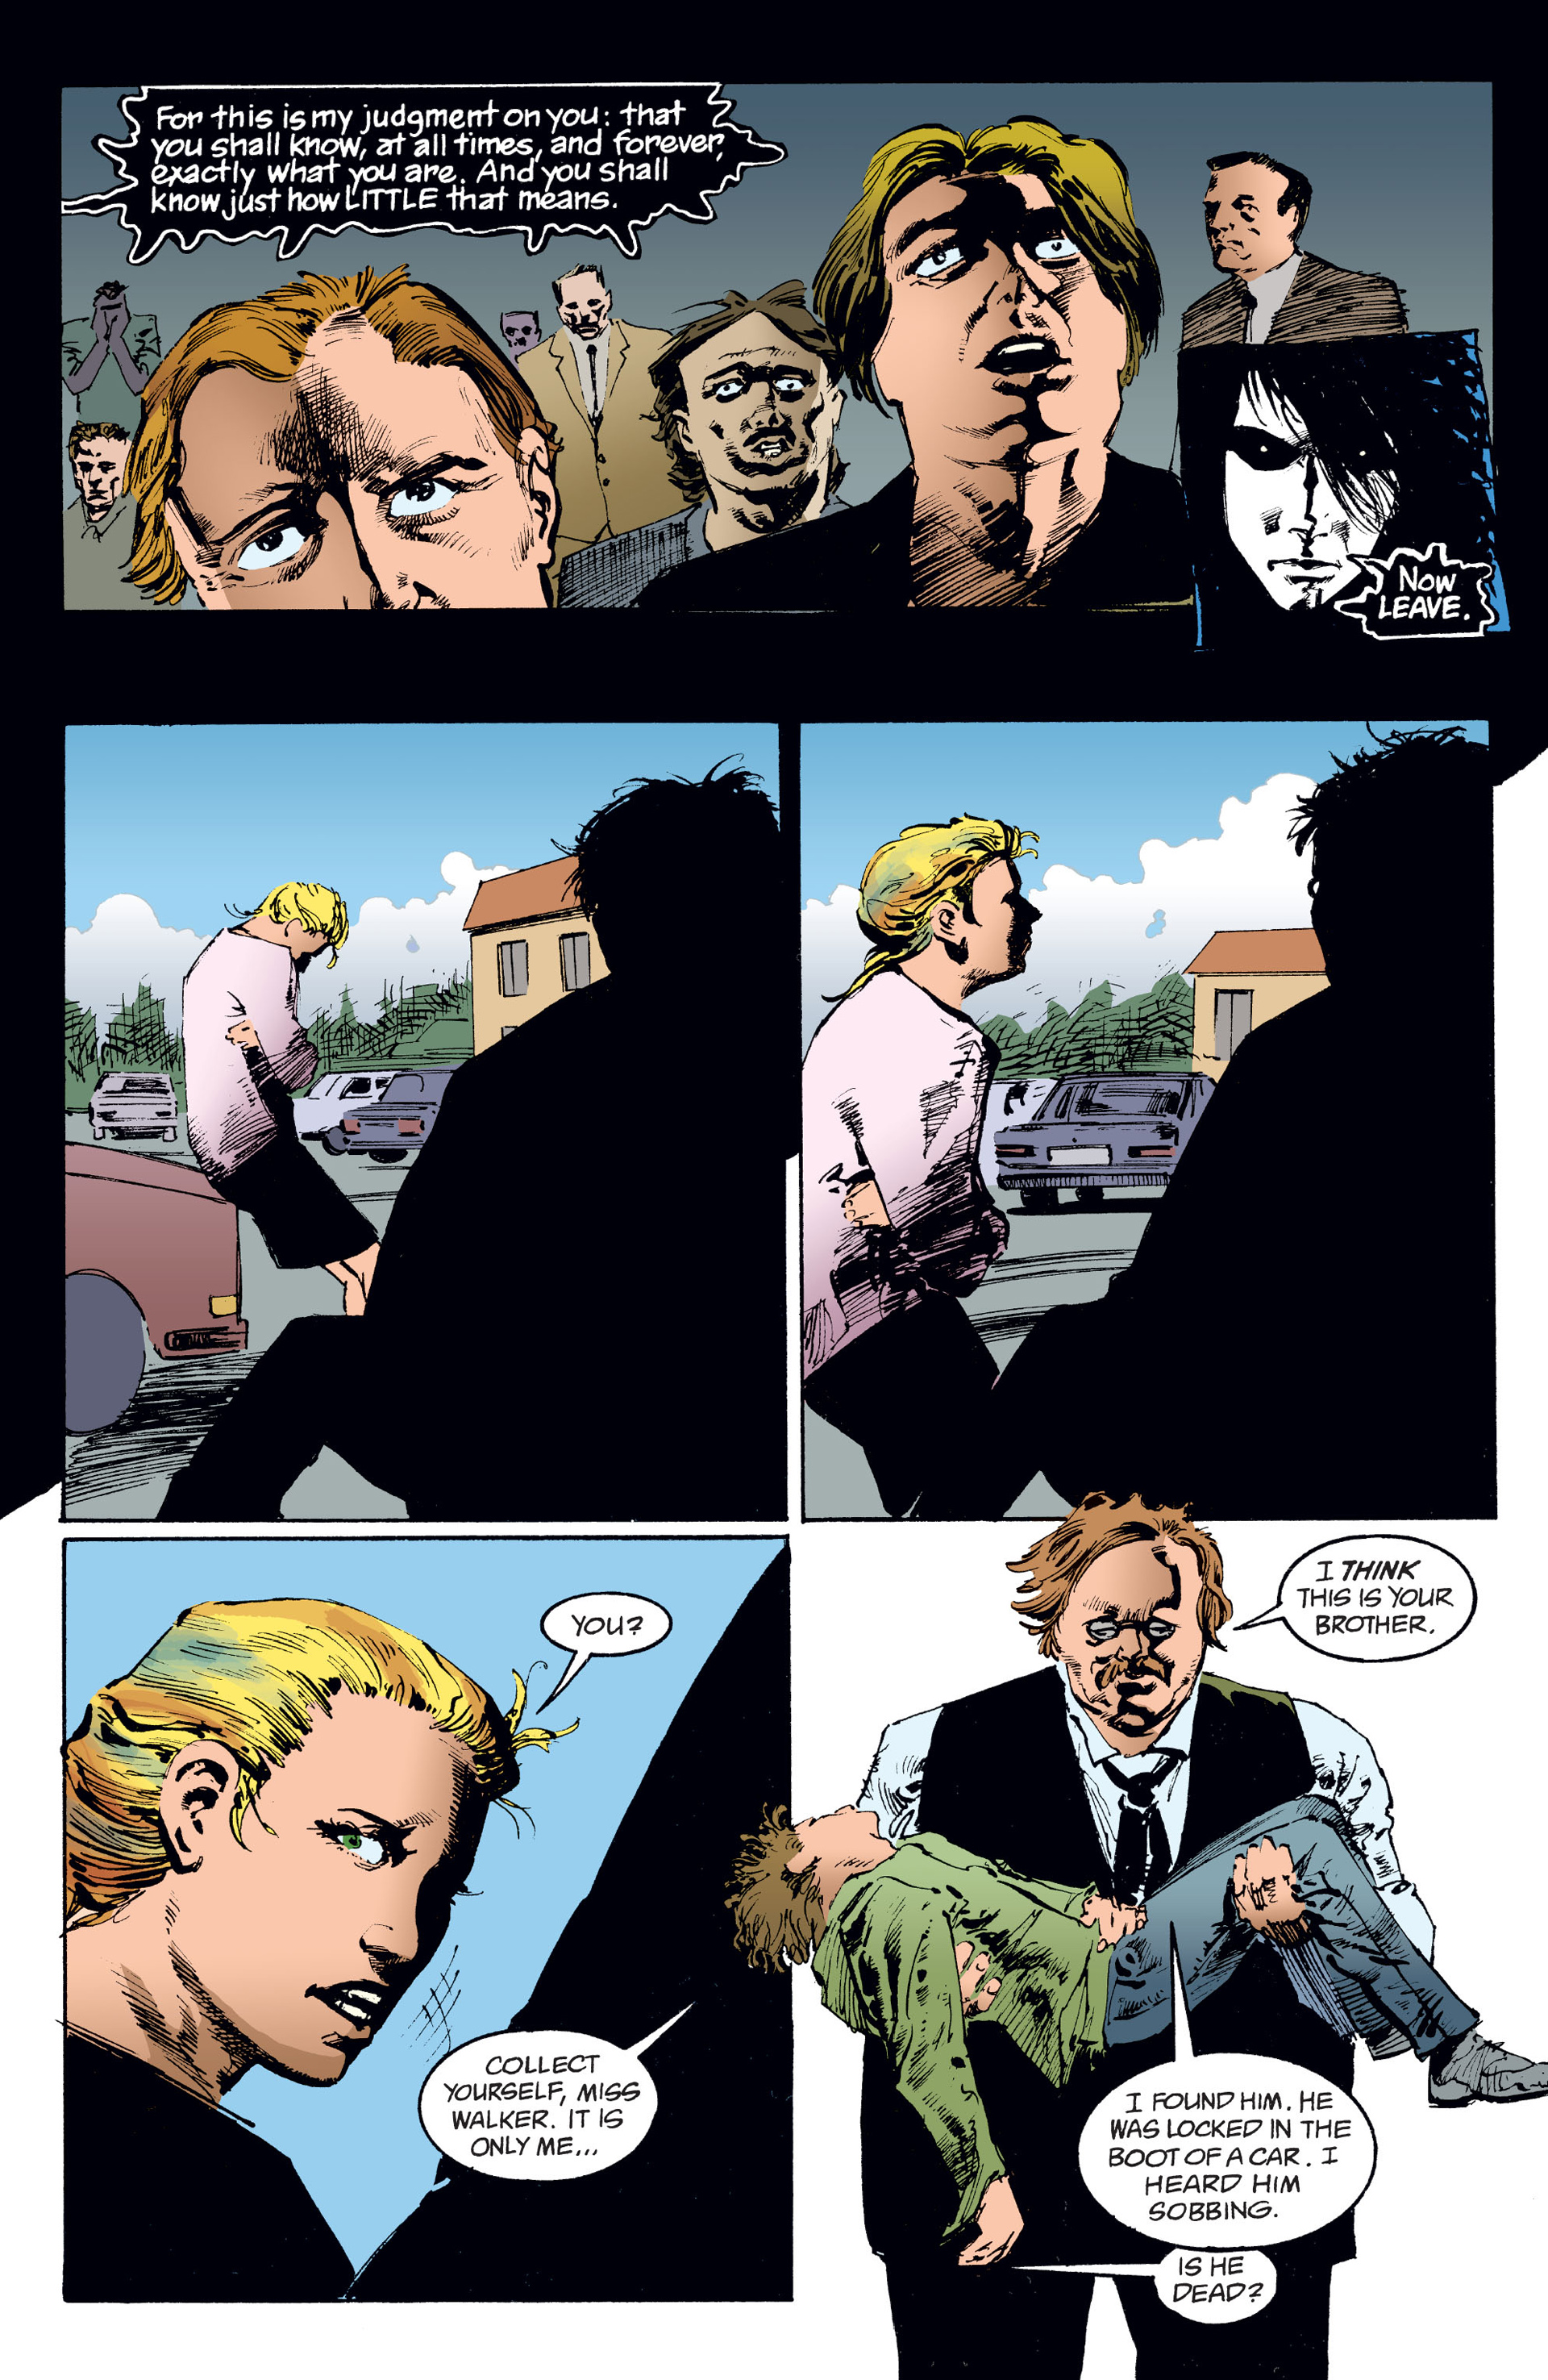 For this is my judgment on you: that
you shall know, at all times, and forever,
exactly what you are. And you shall
know just how LITTLE that means.
NOW
LEAVE.
YOU?
COLLECT
YOURSELF, MISS
WALKER. IT IS
ONLY ME...
I THINK
THIS IS YOUR
BROTHER.
I FOUND HIM. HE
WAS LOCKED IN THE
BOOT OF A CAR. I
HEARD HIM
SOBBING.
IS HE
DEAD?